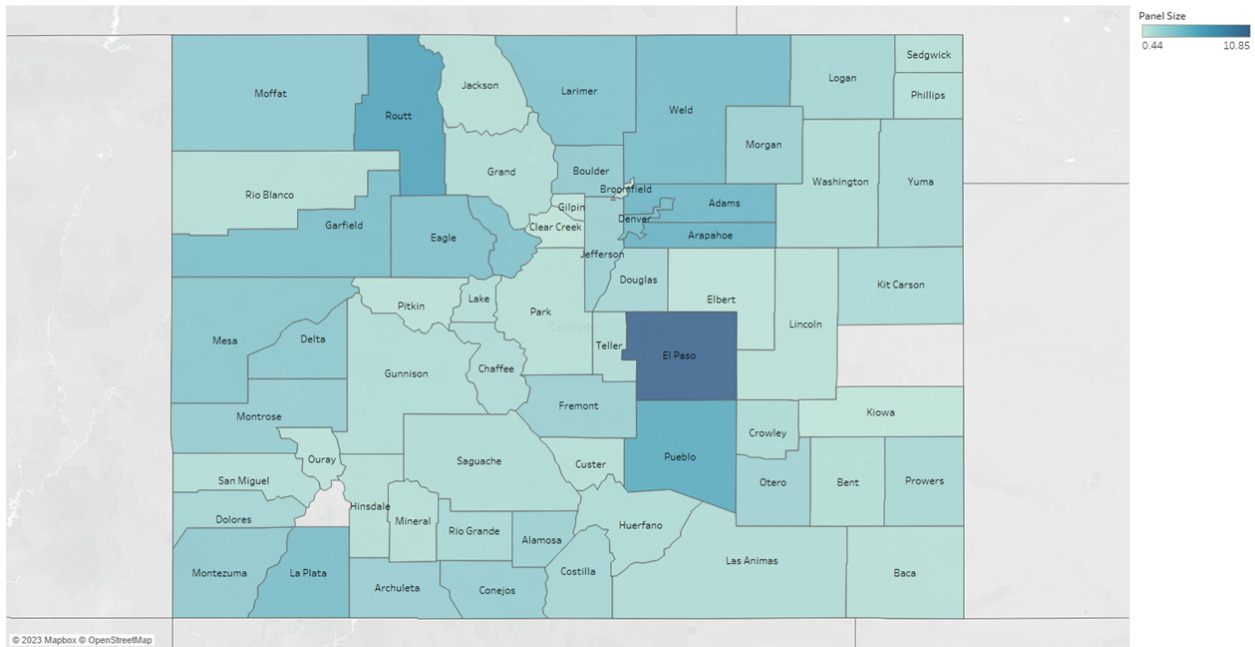 Panel Size
0.44 10.85
Sedgwick
Logan
Jackson
Larimer
Moffat
Phillips
Weld
Routt
Morgan
Boulder
Grand
Washington
Yuma
Broomfield
Rio Blanco
Adams
Gilpin
Denver
Garfield
Clear Creek
Arapahoe
Eagle
Jefferson
Douglas
Kit Carson
Lake
Elbert
Pitkin
Park
Lincoln
Colorado
Mesa
Delta
Teller
El Paso
Chaffee
Gunnison
Fremont
Kiowa
Montrose
Crowley
Pueblo
Ouray
Saguache
Custer
San Miguel
Otero
Bent
Prowers
Hinsdale
Dolores
Mineral
Huerfano
Rio Grande
Alamosa
Las Animas
Montezuma
La Plata
Costilla
Baca
Archuleta
Conejos
© 2023 Mapbox © OpenStreetMap